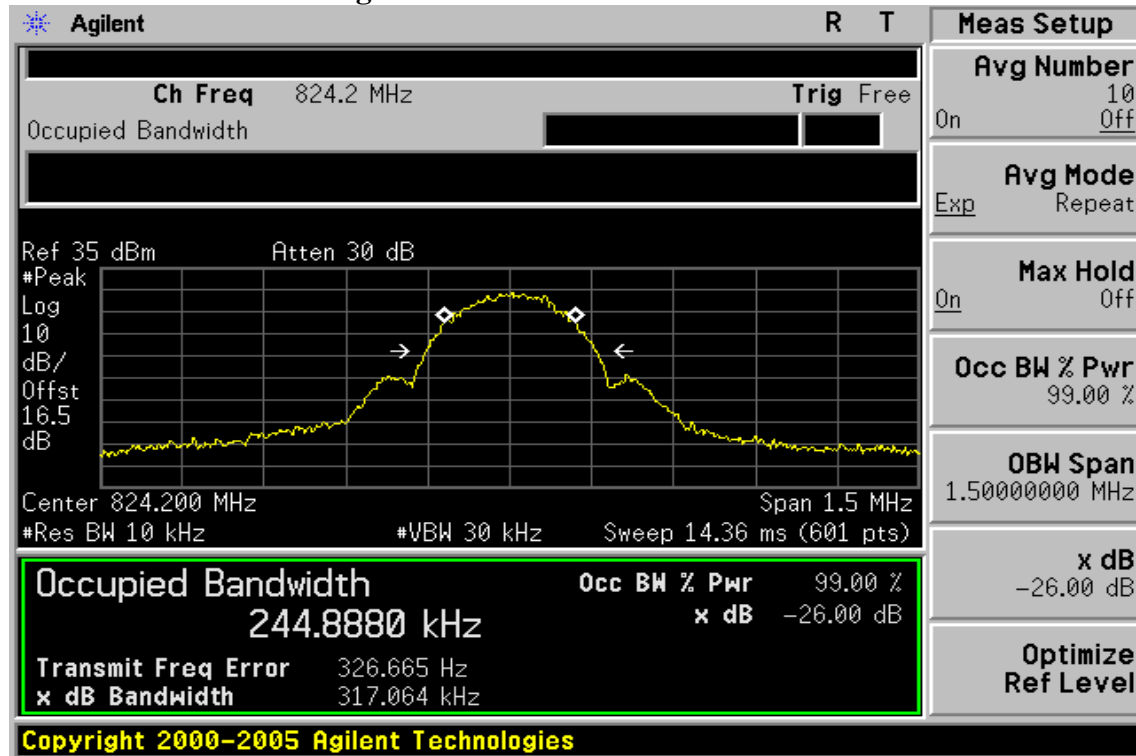 Agilent R T Meas Setup
Ch Freq 824.2 MHz Trig Free
Occupied Bandwidth
Avg Number
10
On Off
Avg Mode
Exp Repeat
Max Hold
On Off
Occ BW % Pwr
99.00 %
OBW Span
1.50000000 MHz
x dB
-26.00 dB
Optimize
Ref Level
Ref 35 dBm Atten 30 dB
#Peak
Log
10
dB/
Offst
16.5
dB
Center 824.200 MHz Span 1.5 MHz
#Res BW 10 kHz #VBW 30 kHz Sweep 14.36 ms (601 pts)
Occupied Bandwidth Occ BW % Pwr 99.00 %
244.8880 kHz x dB -26.00 dB
Transmit Freq Error 326.665 Hz
x dB Bandwidth 317.064 kHz
Copyright 2000-2005 Agilent Technologies